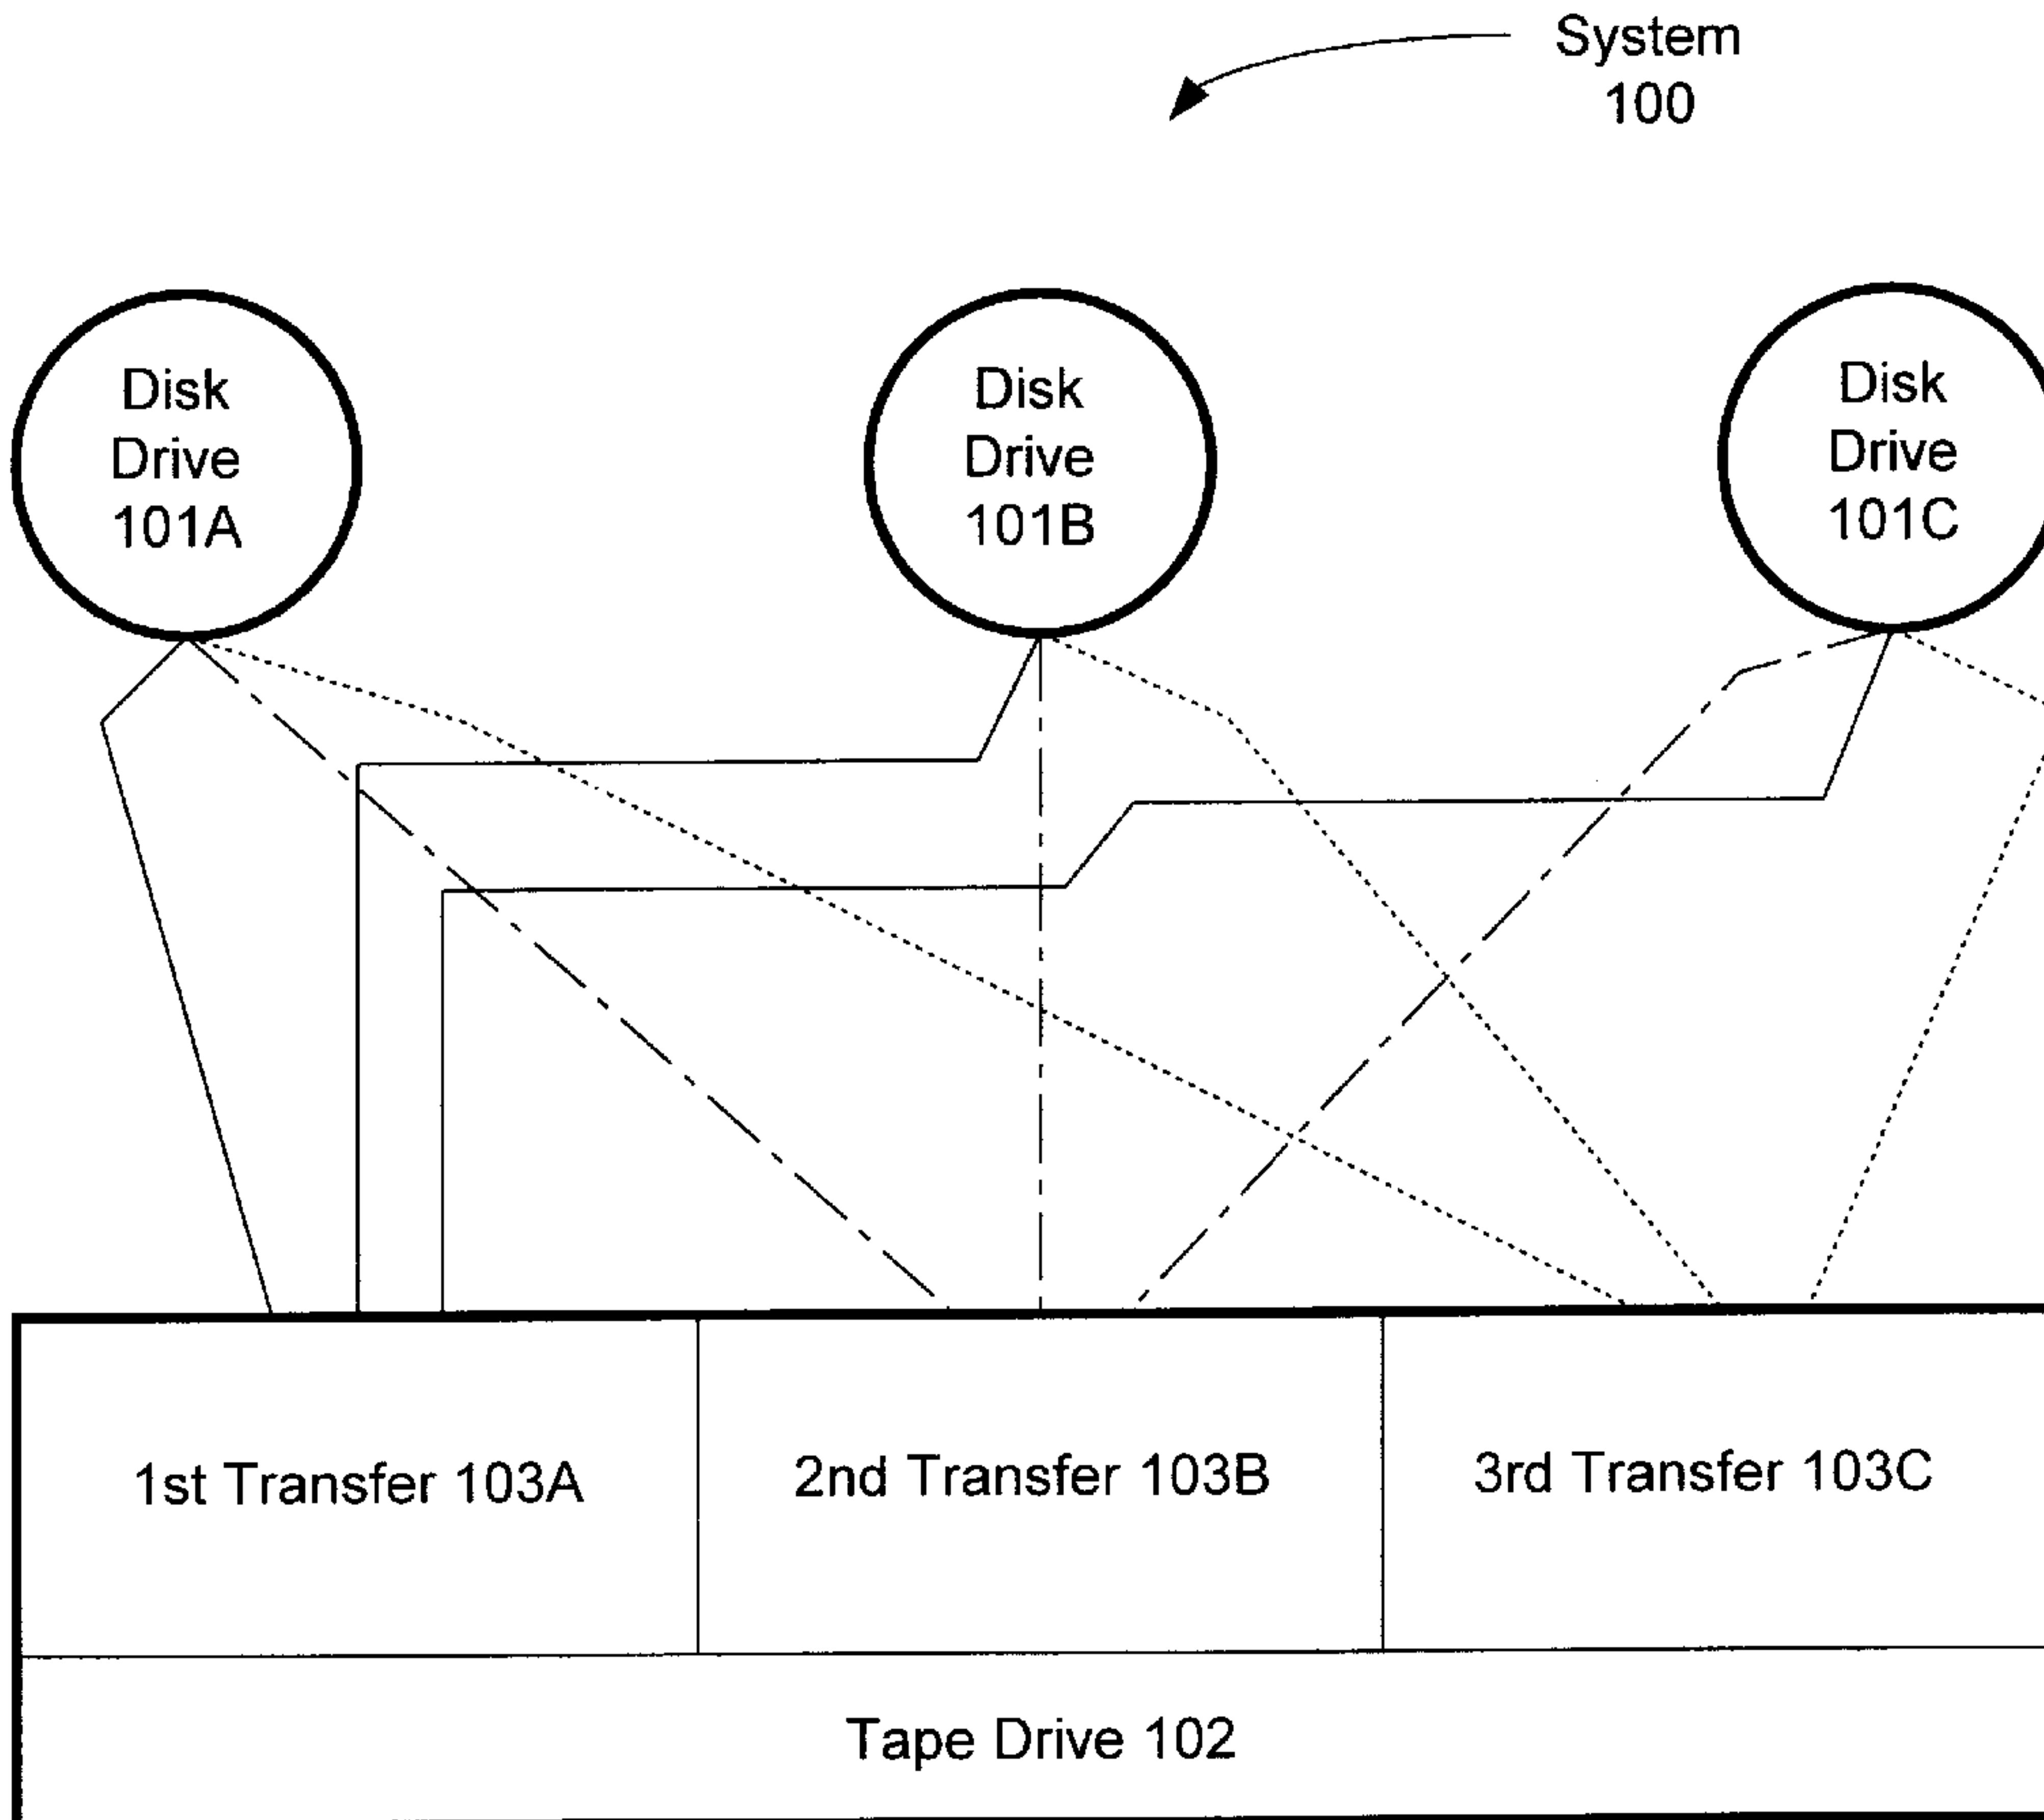 System
100
Disk
Drive
101A
Disk
Drive
101B
Disk
Drive
101C
1st Transfer 103A
2nd Transfer 103B
3rd Transfer 103C
Tape Drive 102